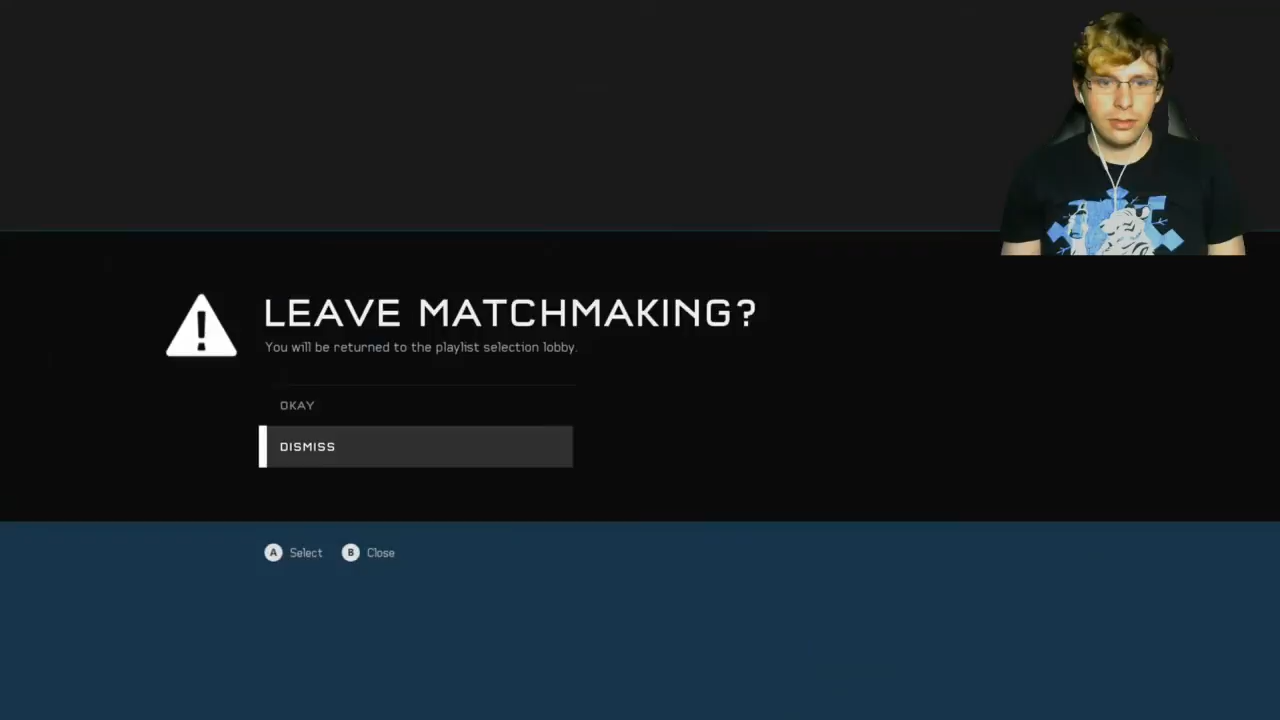 LEAVE MATCHMAKING?
You will be returned to the playlist selection lobby.
OKAY
DISMISS
A Select B Close